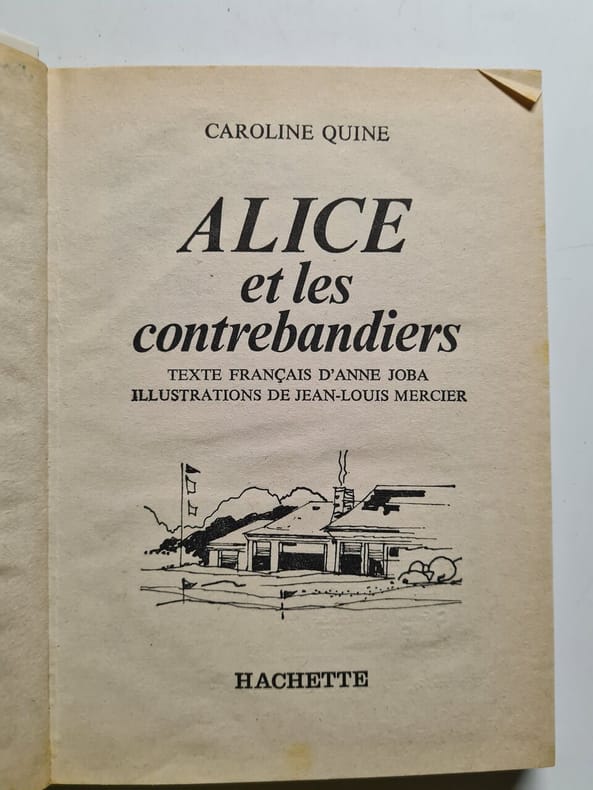 CAROLINE QUINE
ALICE
et les
contrebandiers
TEXTE FRANÇAIS D'ANNE JOBA
ILLUSTRATIONS DE JEAN-LOUIS MERCIER
HACHETTE